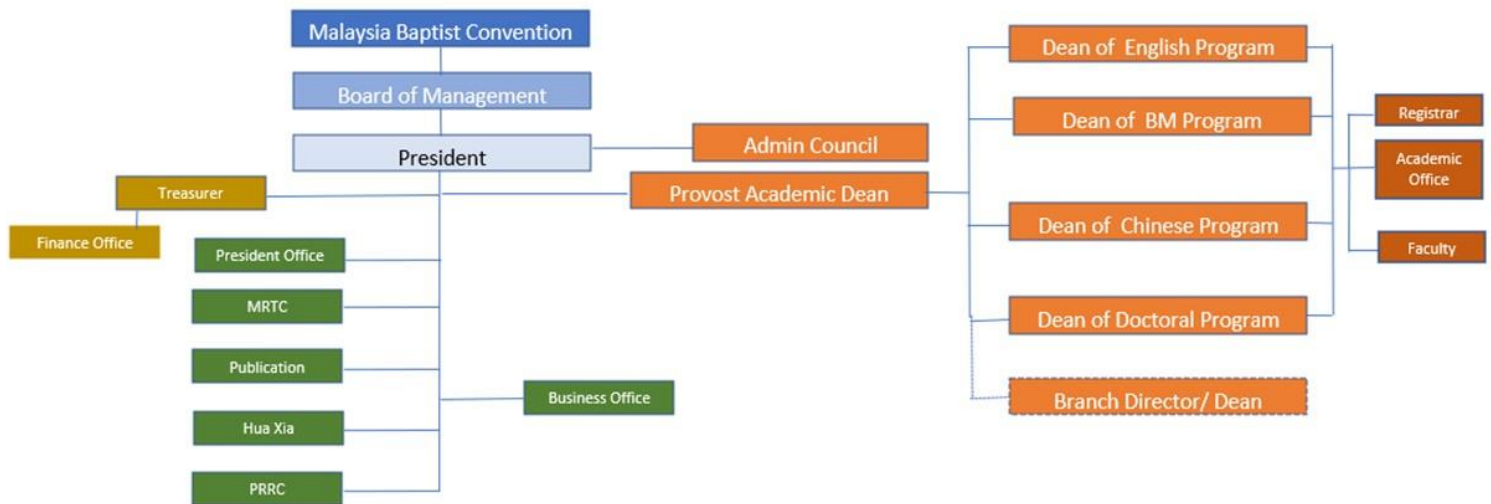 Malaysia Baptist Convention
Board of Management
President
Admin Council
Treasurer
Provost Academic Dean
Finance Office
President Office
MRTC
Publication
Business Office
Hua Xia
PRRC
Dean of English Program
Dean of BM Program
Dean of Chinese Program
Dean of Doctoral Program
Branch Director/ Dean
Registrar
Academic
Office
Faculty